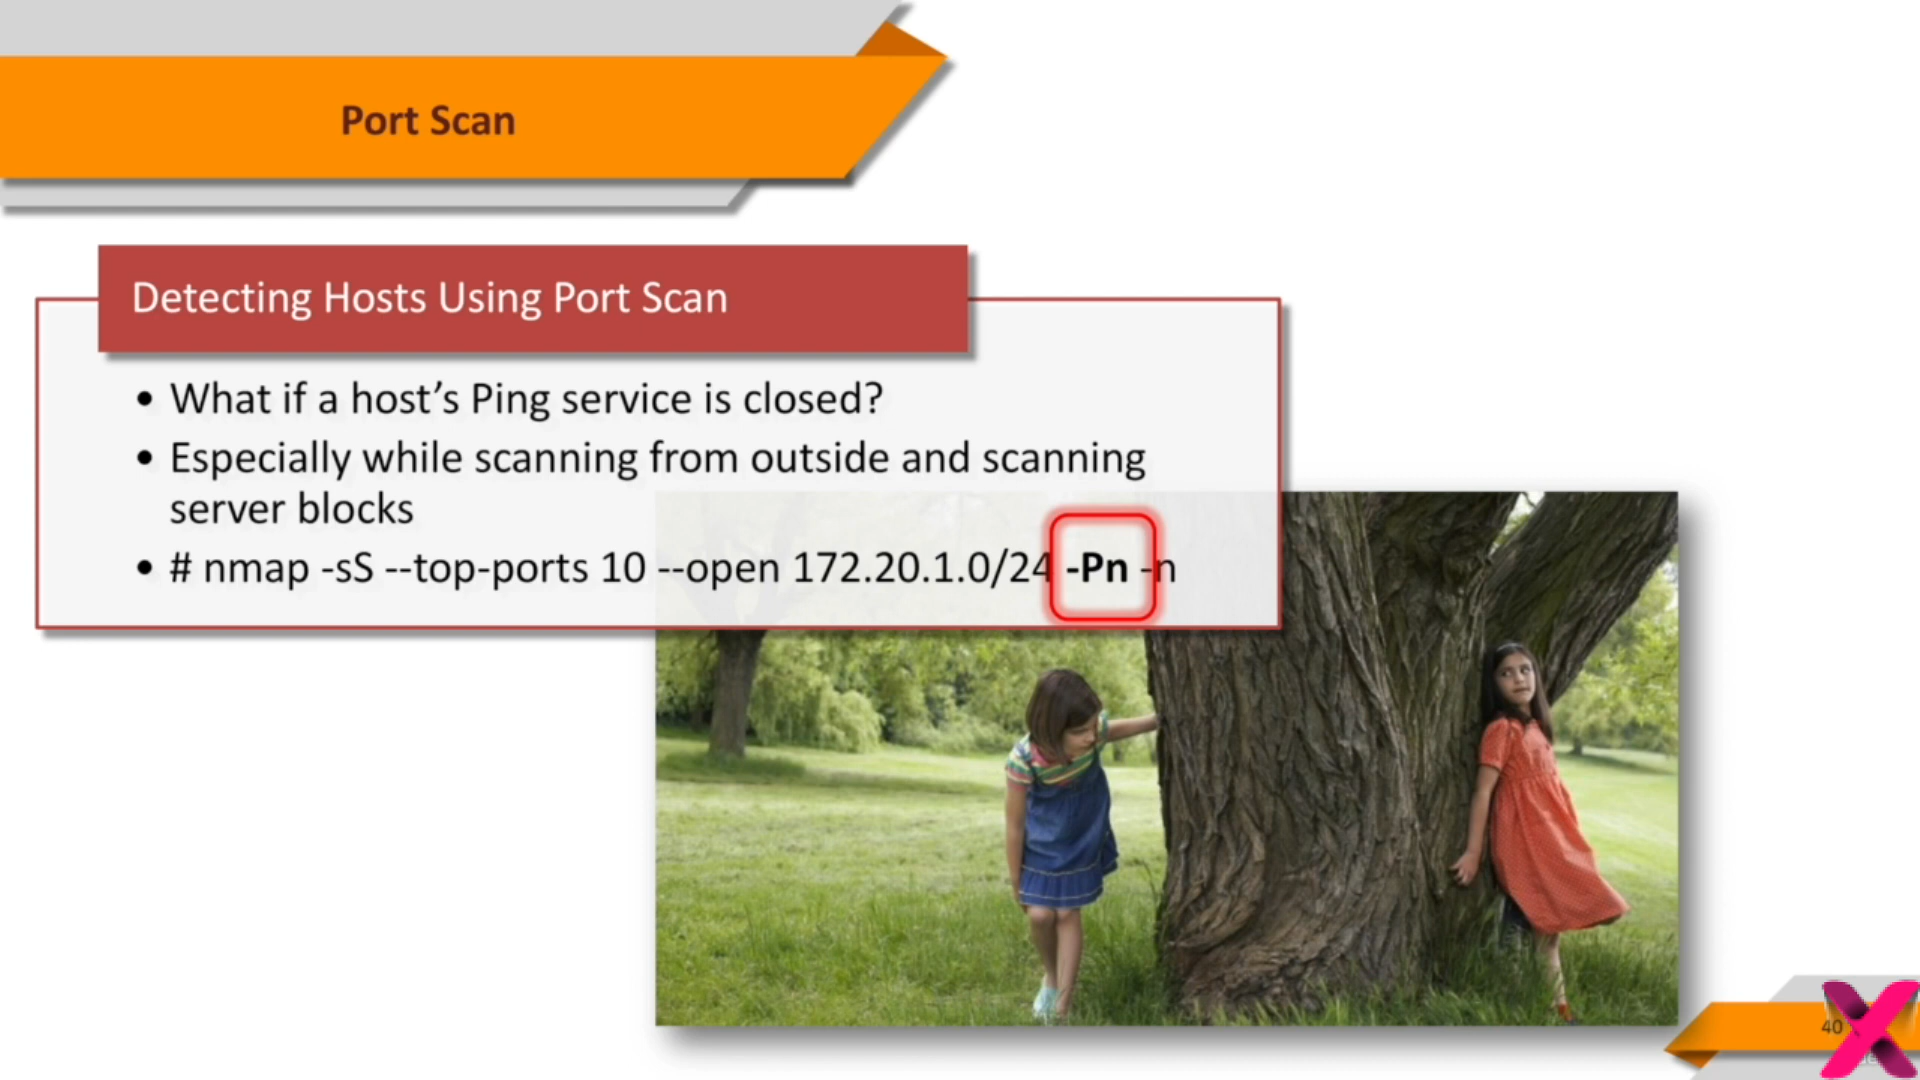 Port Scan
Detecting Hosts Using Port Scan
• What if a host’s Ping service is closed?
• Especially while scanning from outside and scanning
server blocks
• # nmap -sS --top-ports 10 --open 172.20.1.0/24 -Pn -n
40